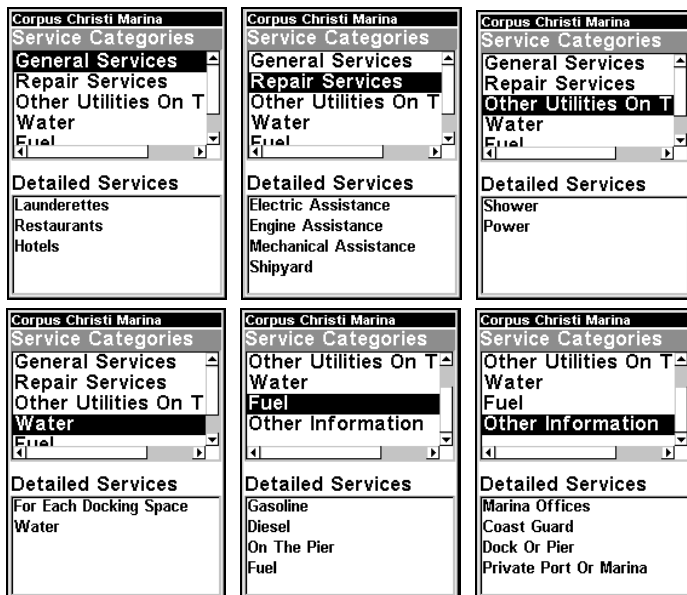 Corpus Christi Marina
Service Categories
General Services
Repair Services
Other Utilities On T
Water
Fuel
Detailed Services
Launderettes
Restaurants
Hotels
Corpus Christi Marina
Service Categories
General Services
Repair Services
Other Utilities On T
Water
Fuel
Detailed Services
Electric Assistance
Engine Assistance
Mechanical Assistance
Shipyard
Corpus Christi Marina
Service Categories
General Services
Repair Services
Other Utilities On T
Water
Fuel
Detailed Services
Shower
Power
Corpus Christi Marina
Service Categories
General Services
Repair Services
Other Utilities On T
Water
Fuel
Detailed Services
For Each Docking Space
Water
Corpus Christi Marina
Service Categories
Other Utilities On T
Water
Fuel
Other Information
Detailed Services
Gasoline
Diesel
On The Pier
Fuel
Corpus Christi Marina
Service Categories
Other Utilities On T
Water
Fuel
Other Information
Detailed Services
Marina Offices
Coast Guard
Dock Or Pier
Private Port Or Marina